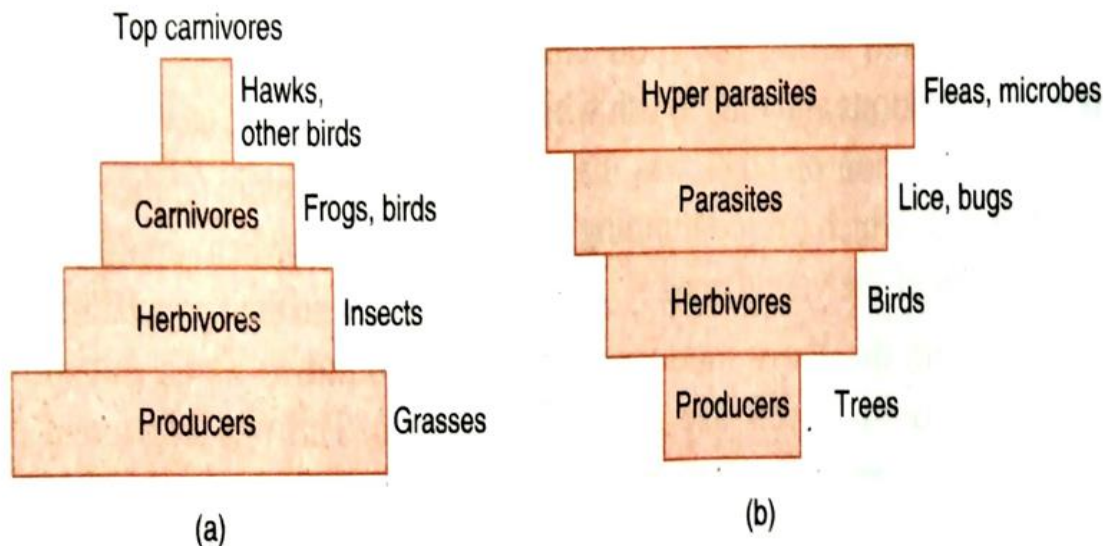 Top carnivores
Hawks,
other birds
Carnivores
Frogs, birds
Herbivores
Insects
Producers
Grasses
(a)
Hyper parasites
Fleas, microbes
Parasites
Lice, bugs
Herbivores
Birds
Producers
Trees
(b)